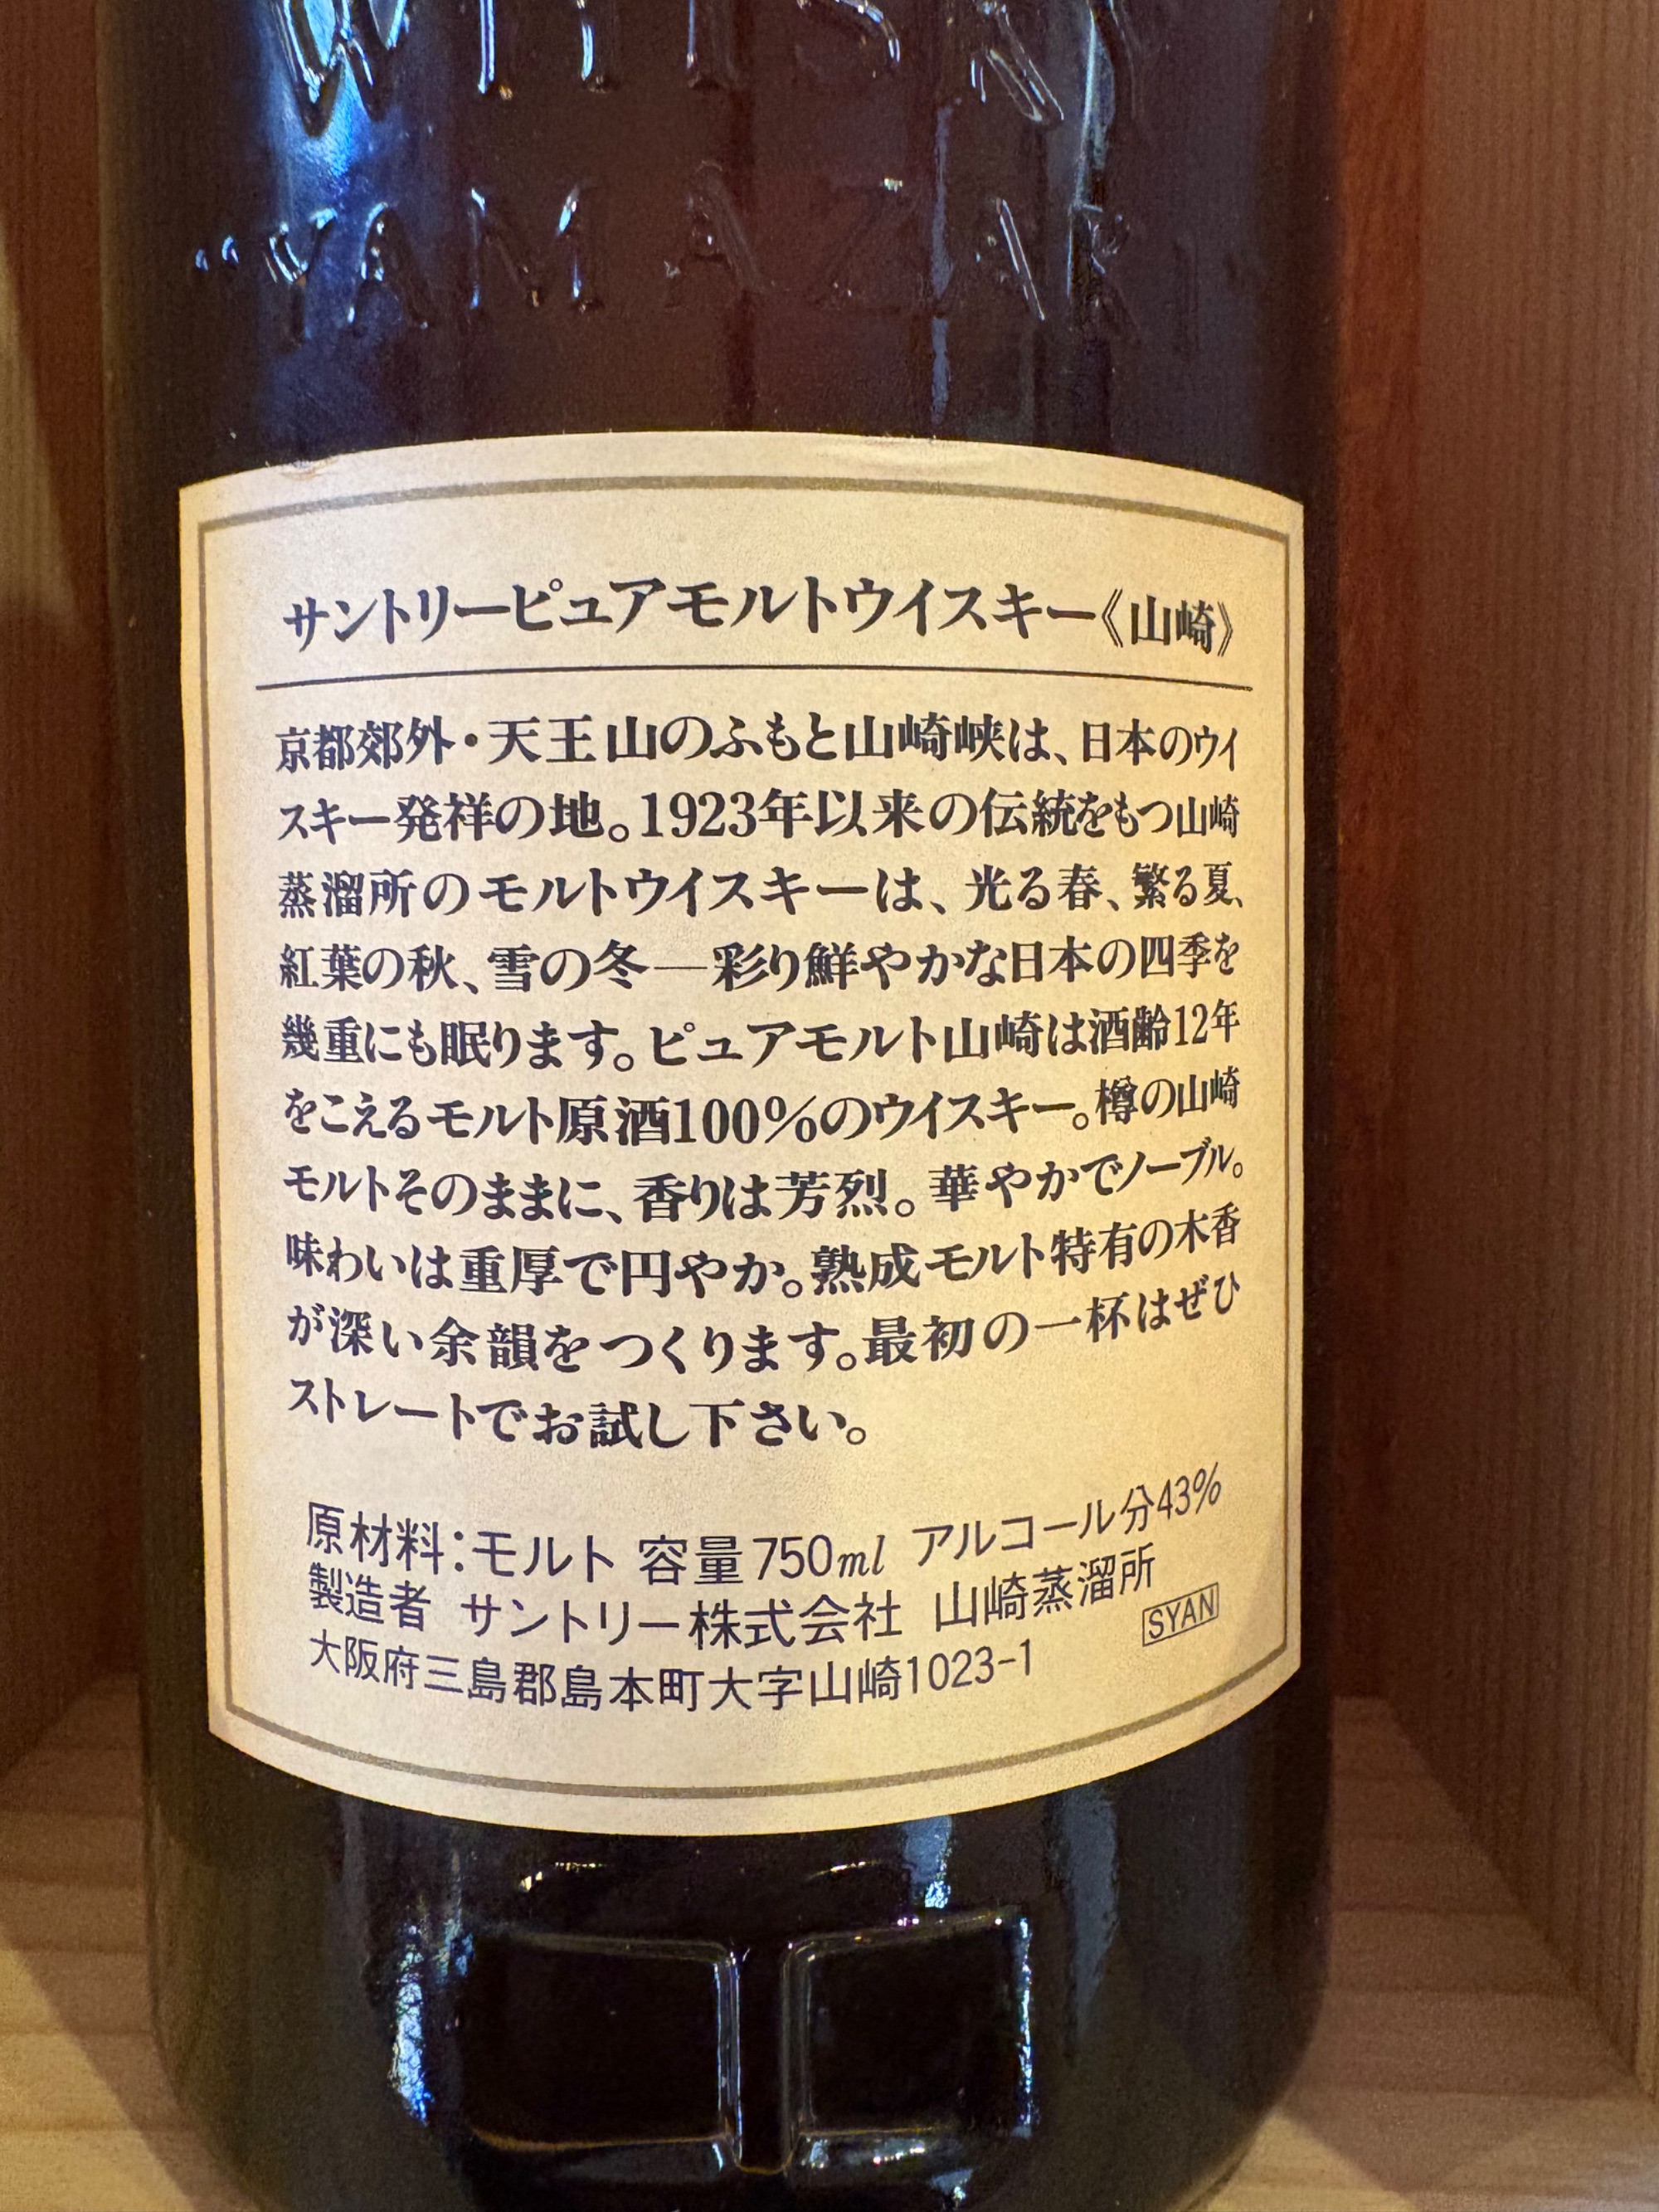 WHISKY
"YAMAZAKI
サントリーピュアモルトウイスキー《山崎》
京都郊外・天王山のふもと山崎峡は、日本のウイ
スキー発祥の地。1923年以来の伝統をもつ山崎
蒸溜所のモルトウイスキーは、光る春、繁る夏、
紅葉の秋、雪の冬―彩り鮮やかな日本の四季を
幾重にも眠ります。ピュアモルト山崎は酒齢12年
をこえるモルト原酒100%のウイスキー。樽の山崎
モルトそのままに、香りは芳烈。華やかでノーブル。
味わいは重厚で円やか。熟成モルト特有の木香
が深い余韻をつくります。最初の一杯はぜひ
ストレートでお試し下さい。
原材料:モルト 容量750ml アルコール分43%
製造者 サントリー株式会社 山崎蒸溜所
大阪府三島郡島本町大字山崎1023-1
SYAN